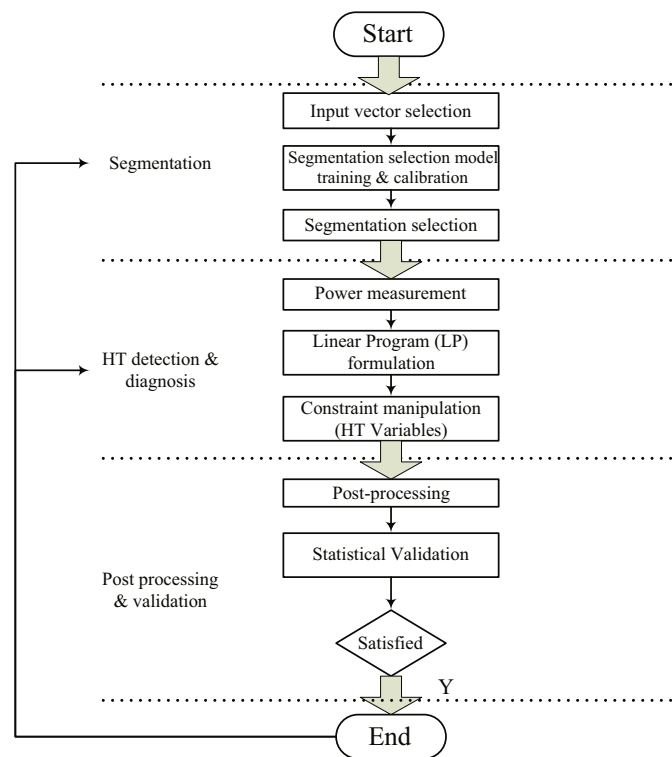 Start
Input vector selection
Segmentation
Segmentation selection model
training & calibration
Segmentation selection
Power measurement
HT detection &
diagnosis
Linear Program (LP)
formulation
Constraint manipulation
(HT Variables)
Post-processing
Statistical Validation
Post processing
& validation
Satisfied
Y
End